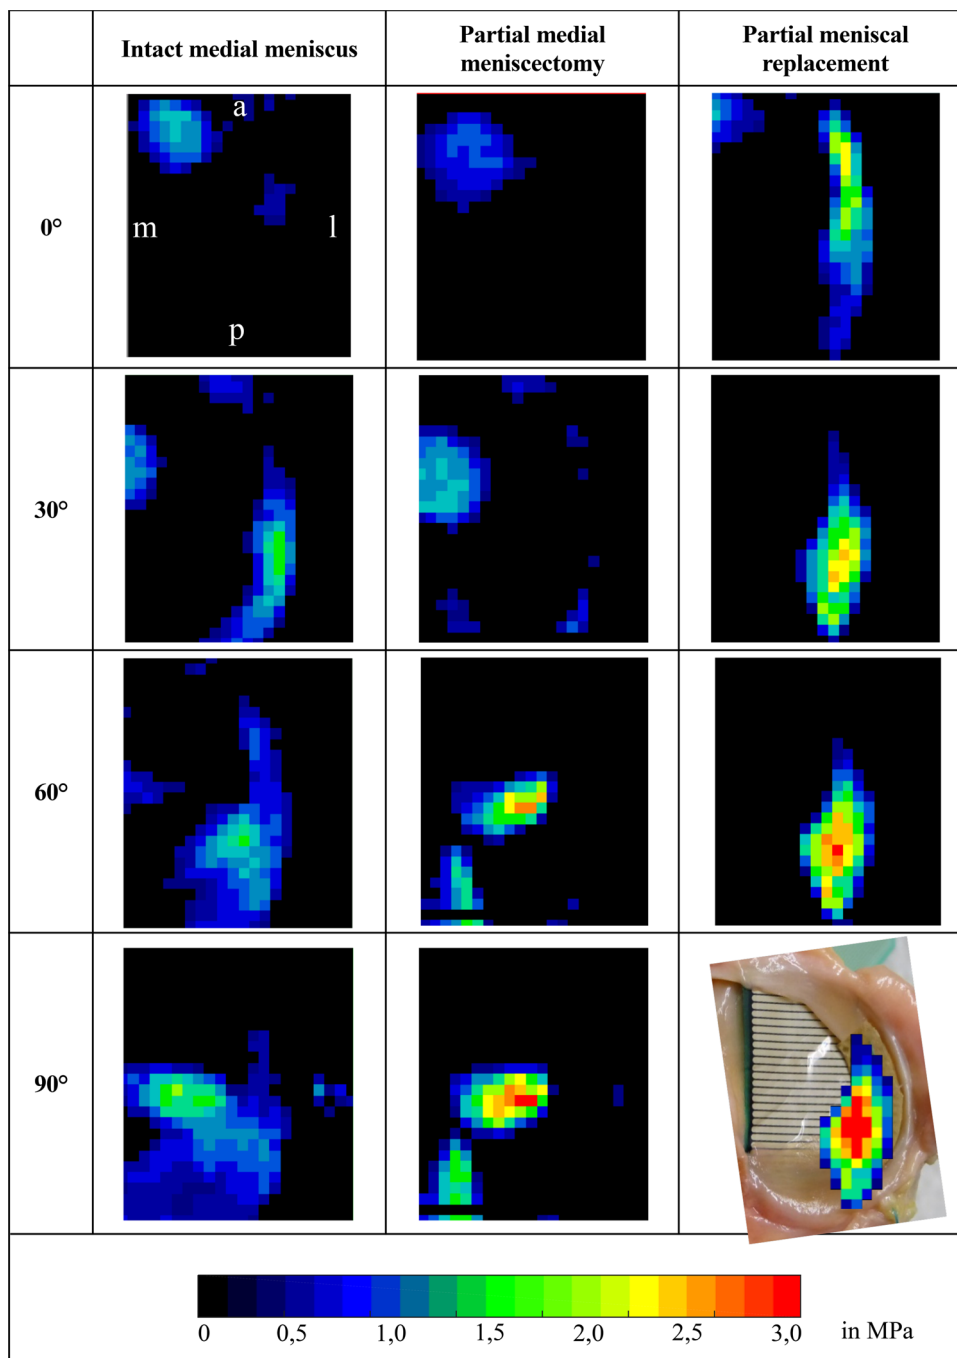 Intact medial meniscus
Partial medial
meniscectomy
Partial meniscal
replacement
0°
a
m
l
p
30°
60°
90°
0
0,5
1,0
1,5
2,0
2,5
3,0
in MPa